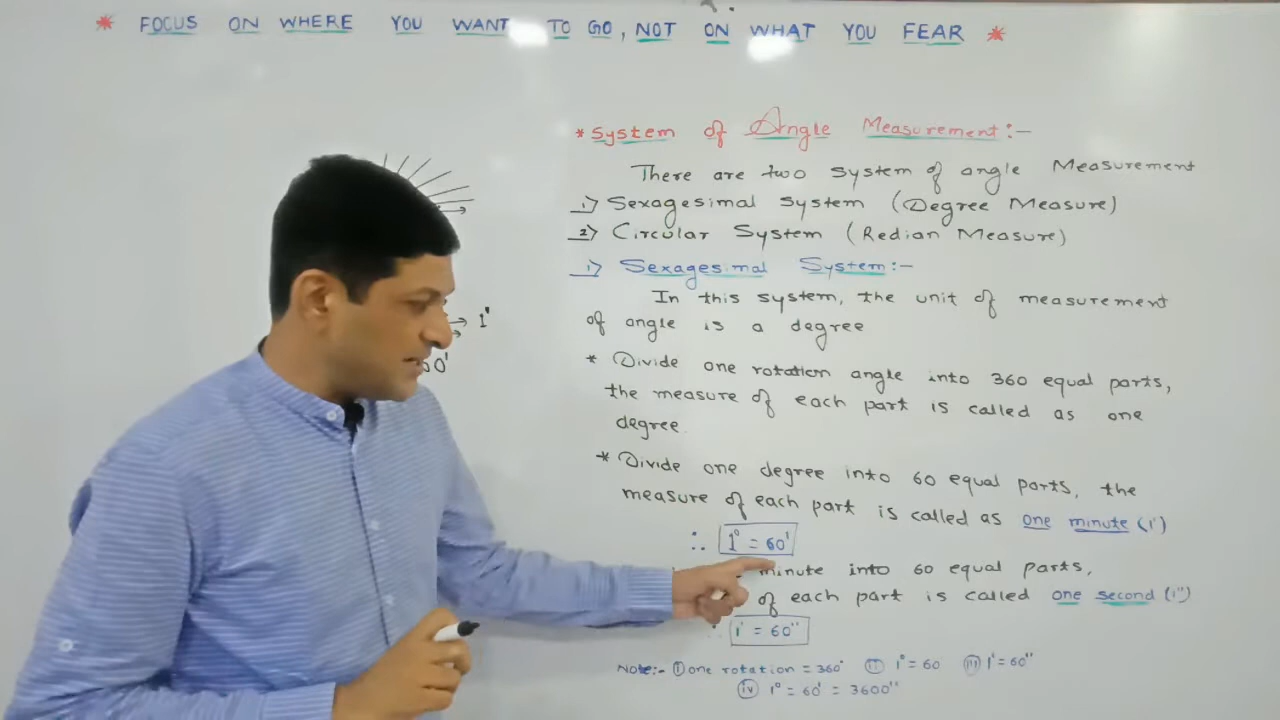 * FOCUS ON WHERE YOU WANT TO GO, NOT ON WHAT YOU FEAR *
* System of Angle Measurement:-
There are two system of angle Measurement
1) Sexagesimal system (Degree Measure)
2) Circular System (Redian Measure)
1) Sexagesimal System:-
In this system, the unit of measurement
of angle is a degree
* Divide one rotation angle into 360 equal parts,
the measure of each part is called as one
degree.
* Divide one degree into 60 equal parts, the
measure of each part is called as one minute (1')
∴ 1° = 60'
minute into 60 equal parts,
of each part is called one second (1'')
∴ 1' = 60''
Note:- (i) one rotation = 360° (ii) 1° = 60 (iii) 1' = 60''
(iv) 1° = 60' = 3600''
1°
60'